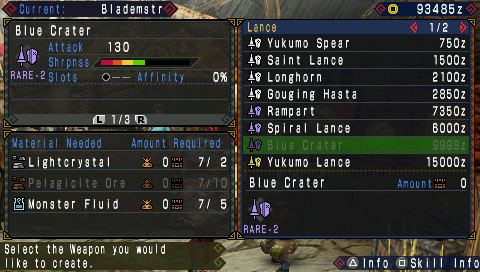 Current: Blademstr
93485z
Blue Crater
Attack 130
Shrpnss
RARE-2 Slots Affinity 0%
L 1/3 R
Material Needed Amount Required
Lightcrystal 0 7/ 2
Pelagicite Ore 0 7/10
Monster Fluid 0 7/ 5
Select the Weapon you would
like to create.
Lance 1/2
Yukumo Spear 750z
Saint Lance 1500z
Longhorn 2100z
Gouging Hasta 2850z
Rampart 7350z
Spiral Lance 6000z
Blue Crater 9999z
Yukumo Lance 15000z
Blue Crater Amount 0
RARE-2
Info Skill Info